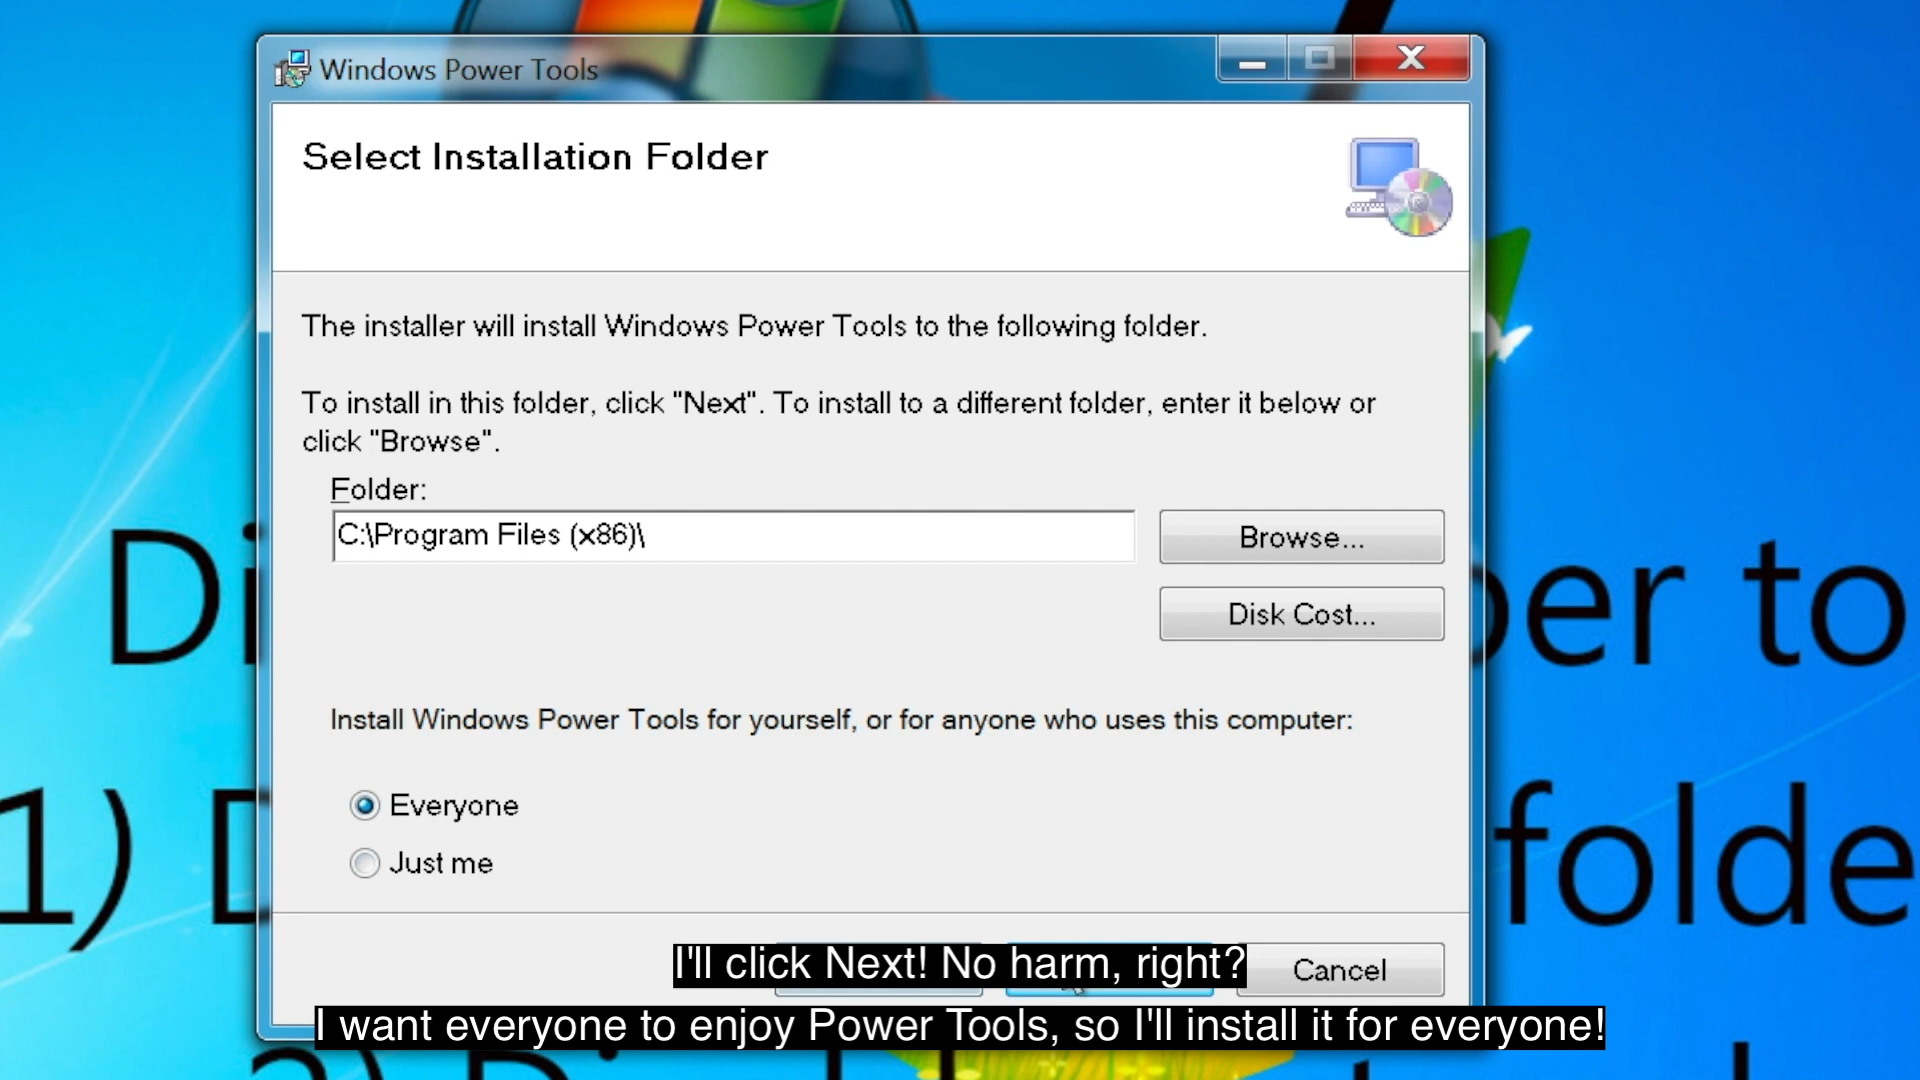 Windows Power Tools
Select Installation Folder
The installer will install Windows Power Tools to the following folder.
To install in this folder, click "Next". To install to a different folder, enter it below or
click "Browse".
Folder:
C:\Program Files (x86)\
Browse...
Disk Cost...
Install Windows Power Tools for yourself, or for anyone who uses this computer:
Everyone
Just me
Cancel
I'll click Next! No harm, right?
I want everyone to enjoy Power Tools, so I'll install it for everyone!
to
1)